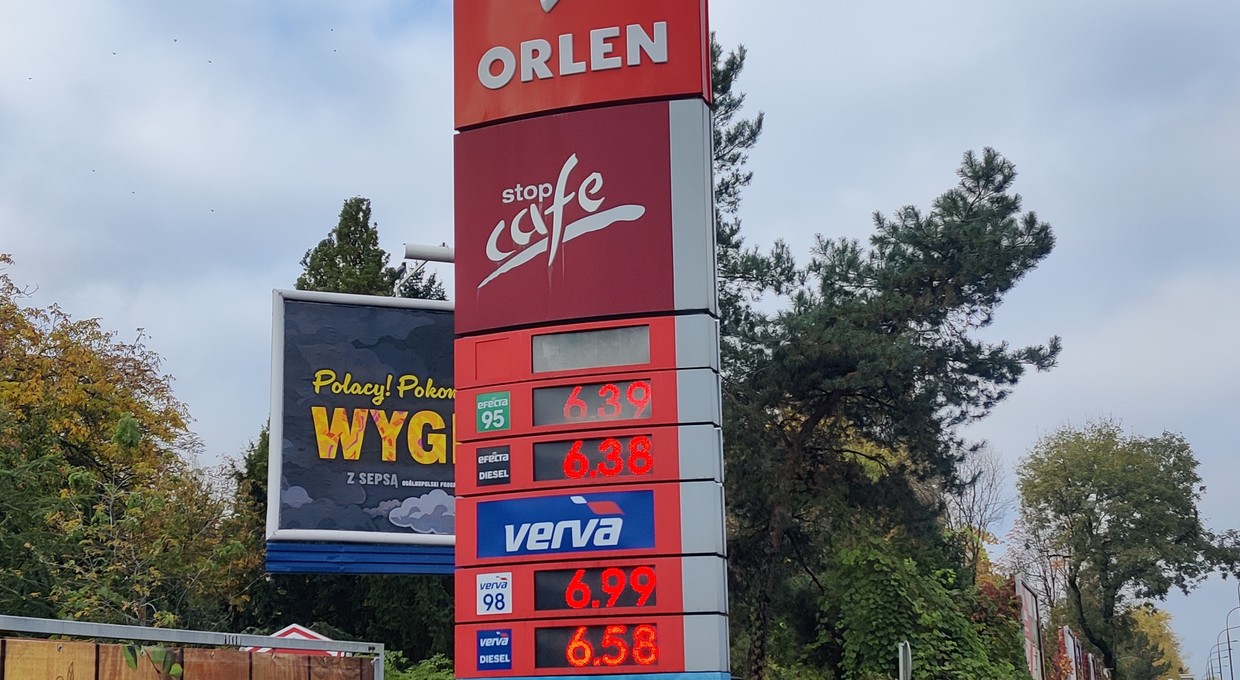 ORLEN
stop
cafe
Polacy! Pokon
WYG
Z SEPSĄ OGÓLNOPOLSKI
EFECTA
95
6.39
EFECTA
DIESEL
6.38
verva
verva
98
6.99
verva
DIESEL
6.58